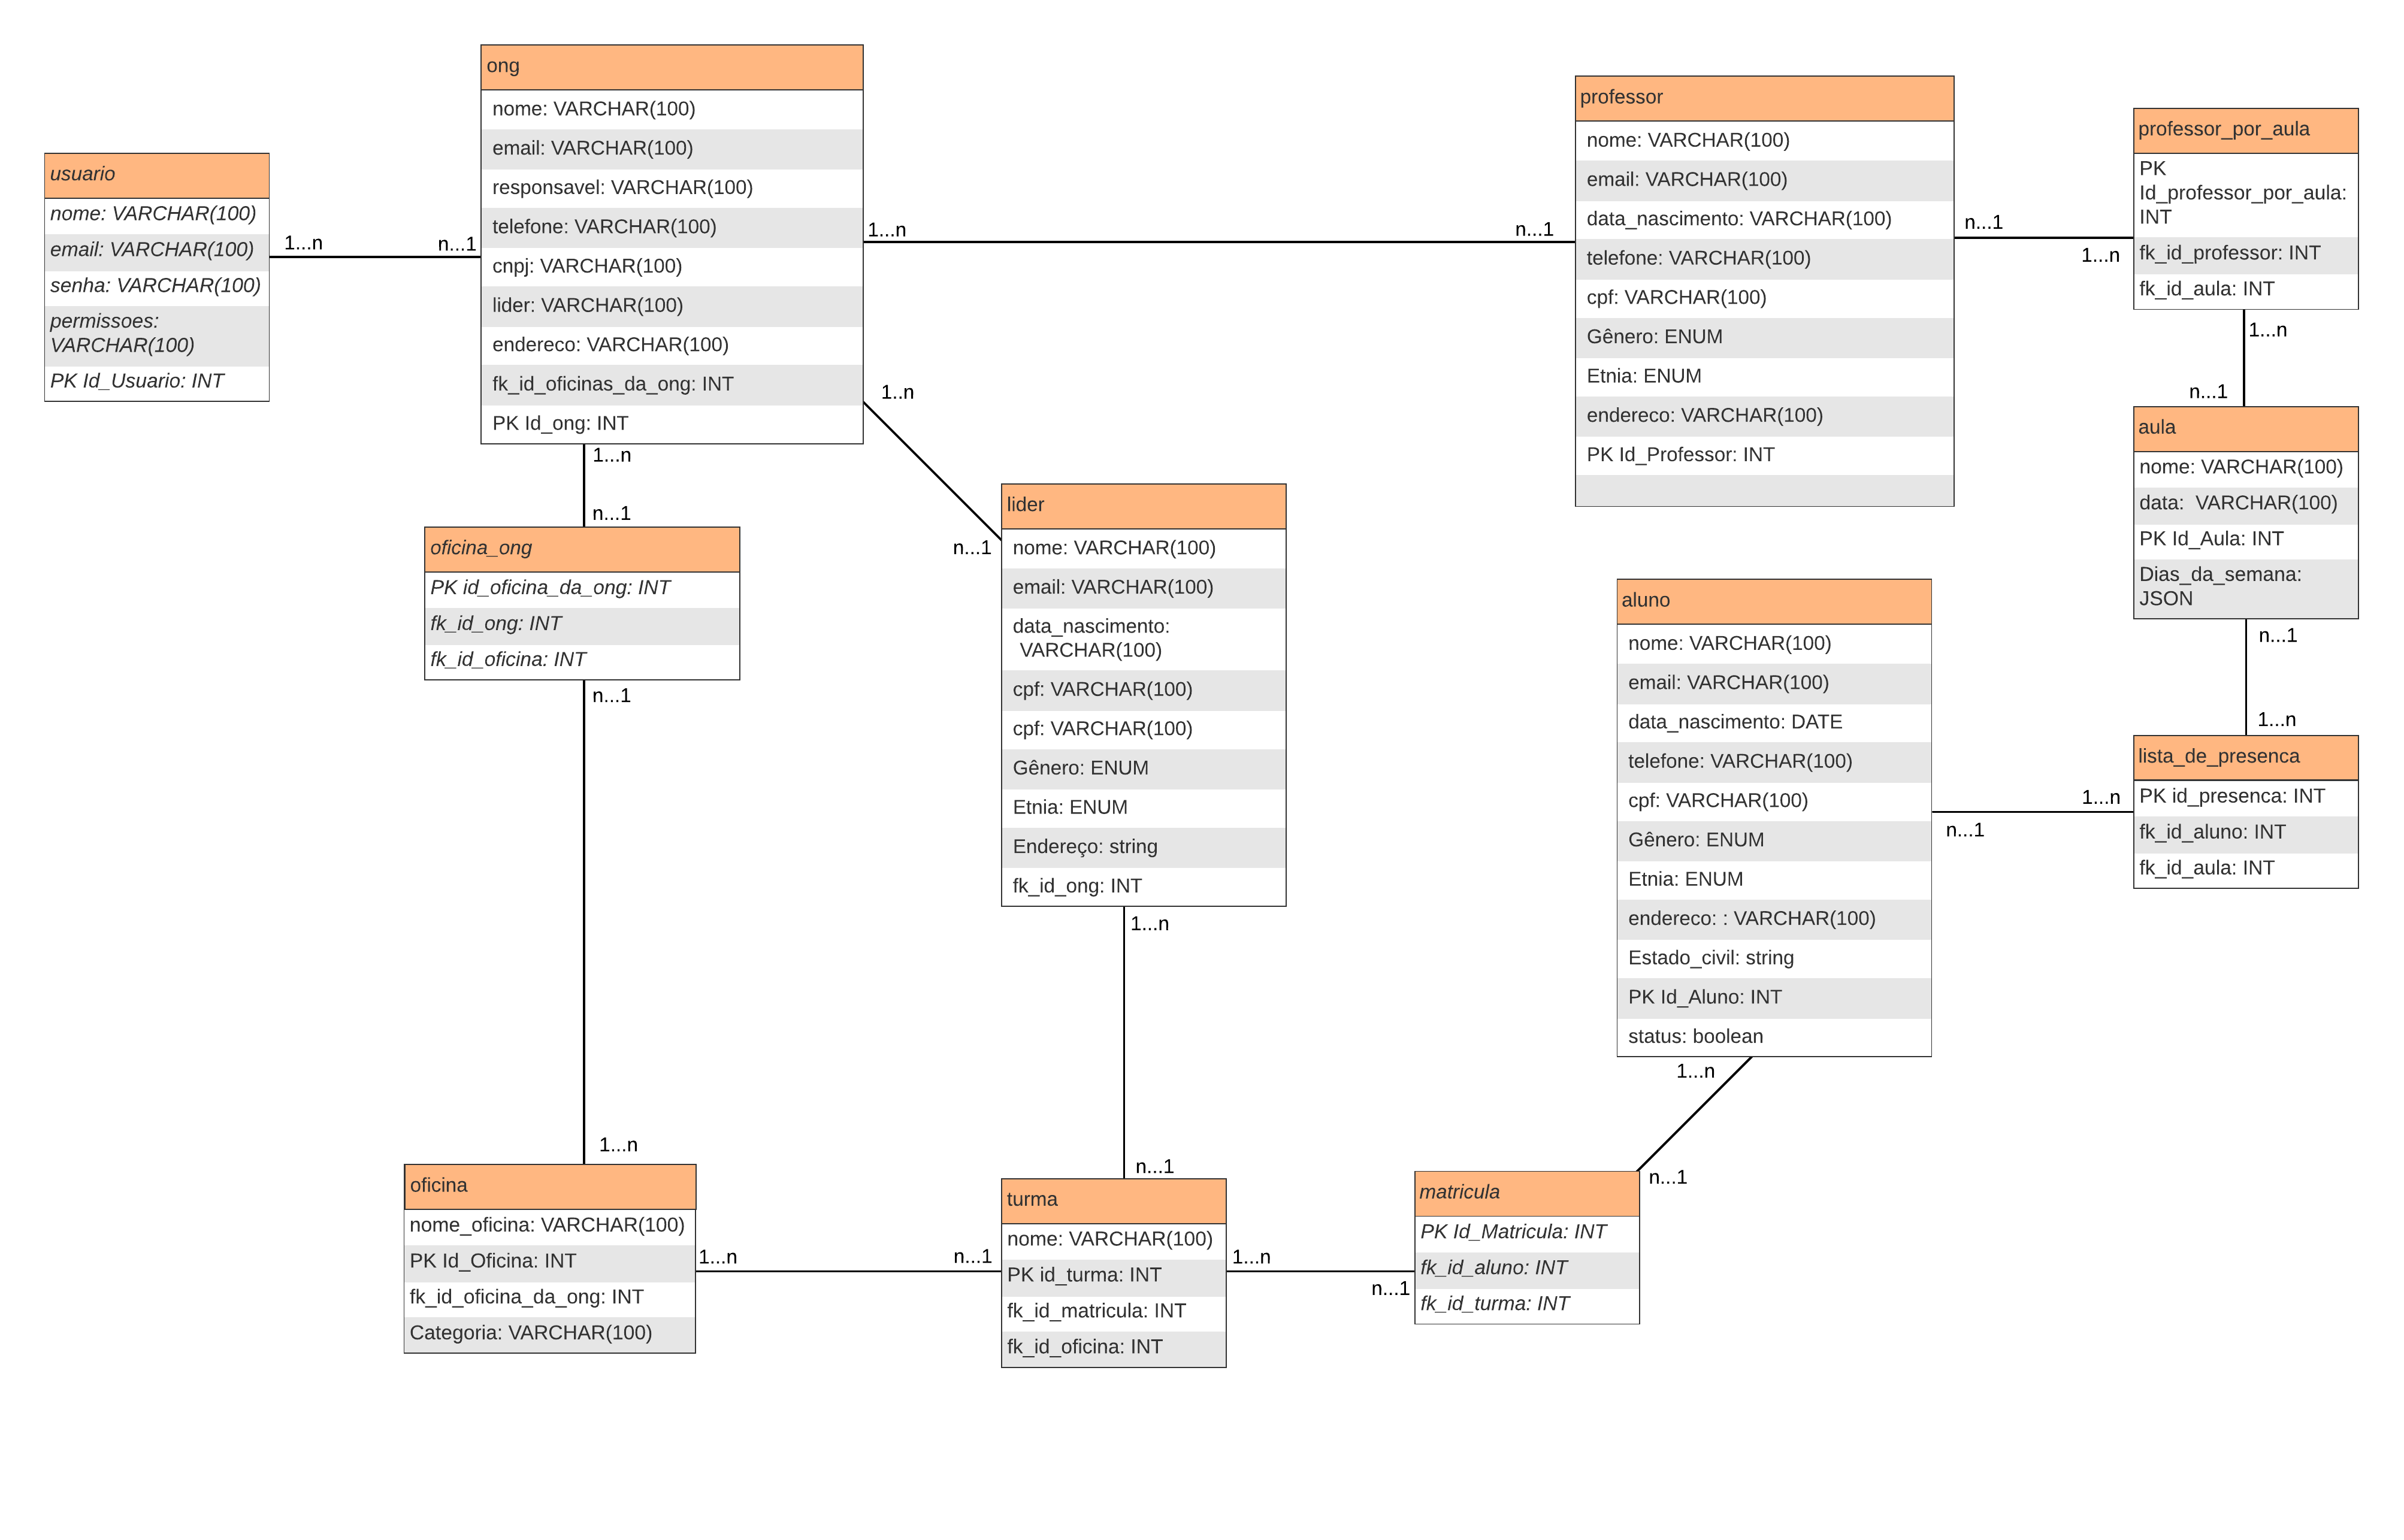 ong
nome: VARCHAR(100)
email: VARCHAR(100)
responsavel: VARCHAR(100)
telefone: VARCHAR(100)
cnpj: VARCHAR(100)
lider: VARCHAR(100)
endereco: VARCHAR(100)
fk_id_oficinas_da_ong: INT
PK Id_ong: INT
professor
nome: VARCHAR(100)
email: VARCHAR(100)
data_nascimento: VARCHAR(100)
telefone: VARCHAR(100)
cpf: VARCHAR(100)
Gênero: ENUM
Etnia: ENUM
endereco: VARCHAR(100)
PK Id_Professor: INT
professor_por_aula
PK
Id_professor_por_aula:
INT
fk_id_professor: INT
fk_id_aula: INT
usuario
nome: VARCHAR(100)
email: VARCHAR(100)
senha: VARCHAR(100)
permissoes:
VARCHAR(100)
PK Id_Usuario: INT
1...n
n...1
1...n
n...1
n...1
1...n
1...n
n...1
1..n
n...1
1...n
n...1
aula
nome: VARCHAR(100)
data:  VARCHAR(100)
PK Id_Aula: INT
Dias_da_semana:
JSON
n...1
1...n
lider
nome: VARCHAR(100)
email: VARCHAR(100)
data_nascimento:
VARCHAR(100)
cpf: VARCHAR(100)
cpf: VARCHAR(100)
Gênero: ENUM
Etnia: ENUM
Endereço: string
fk_id_ong: INT
oficina_ong
PK id_oficina_da_ong: INT
fk_id_ong: INT
fk_id_oficina: INT
n...1
1...n
aluno
nome: VARCHAR(100)
email: VARCHAR(100)
data_nascimento: DATE
telefone: VARCHAR(100)
cpf: VARCHAR(100)
Gênero: ENUM
Etnia: ENUM
endereco: : VARCHAR(100)
Estado_civil: string
PK Id_Aluno: INT
status: boolean
lista_de_presenca
PK id_presenca: INT
fk_id_aluno: INT
fk_id_aula: INT
1...n
n...1
1...n
n...1
1...n
n...1
oficina
nome_oficina: VARCHAR(100)
PK Id_Oficina: INT
fk_id_oficina_da_ong: INT
Categoria: VARCHAR(100)
1...n
n...1
turma
nome: VARCHAR(100)
PK id_turma: INT
fk_id_matricula: INT
fk_id_oficina: INT
1...n
n...1
matricula
PK Id_Matricula: INT
fk_id_aluno: INT
fk_id_turma: INT